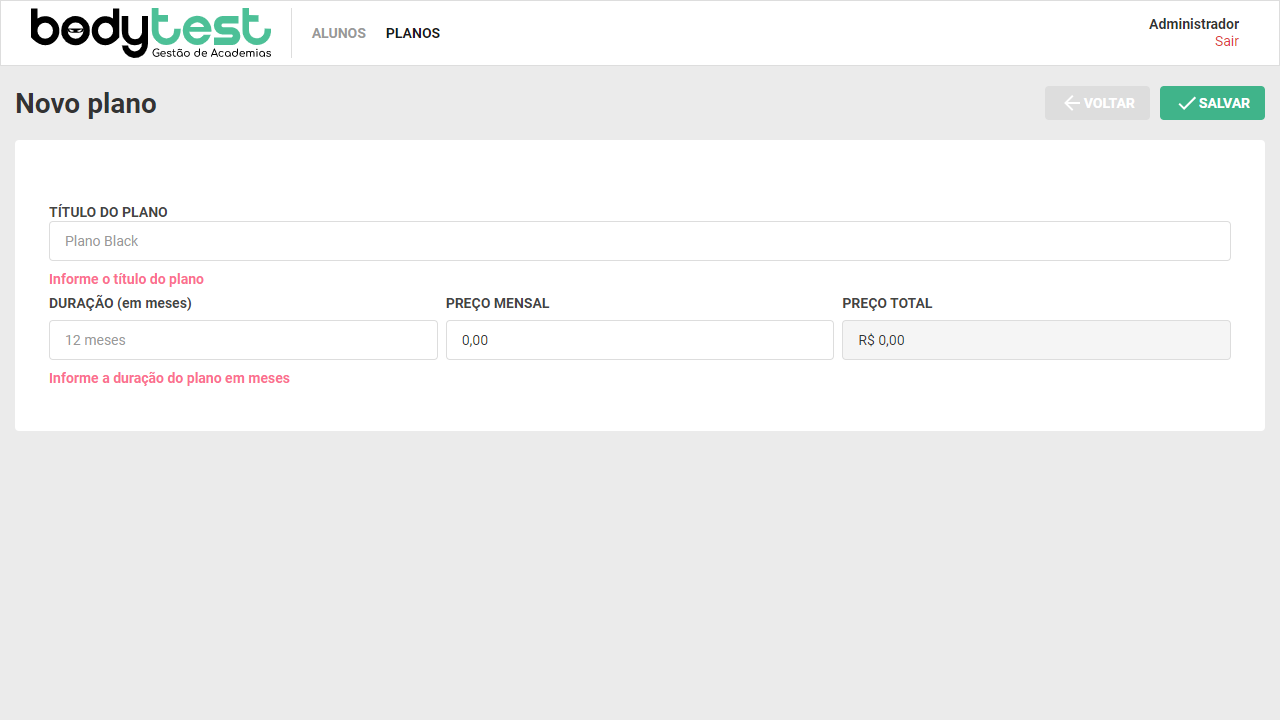 bodytest
Gestão de Academias
ALUNOS
PLANOS
Administrador
Sair
Novo plano
VOLTAR
SALVAR
TÍTULO DO PLANO
Plano Black
Informe o título do plano
DURAÇÃO (em meses)
PREÇO MENSAL
PREÇO TOTAL
12 meses
0,00
R$ 0,00
Informe a duração do plano em meses